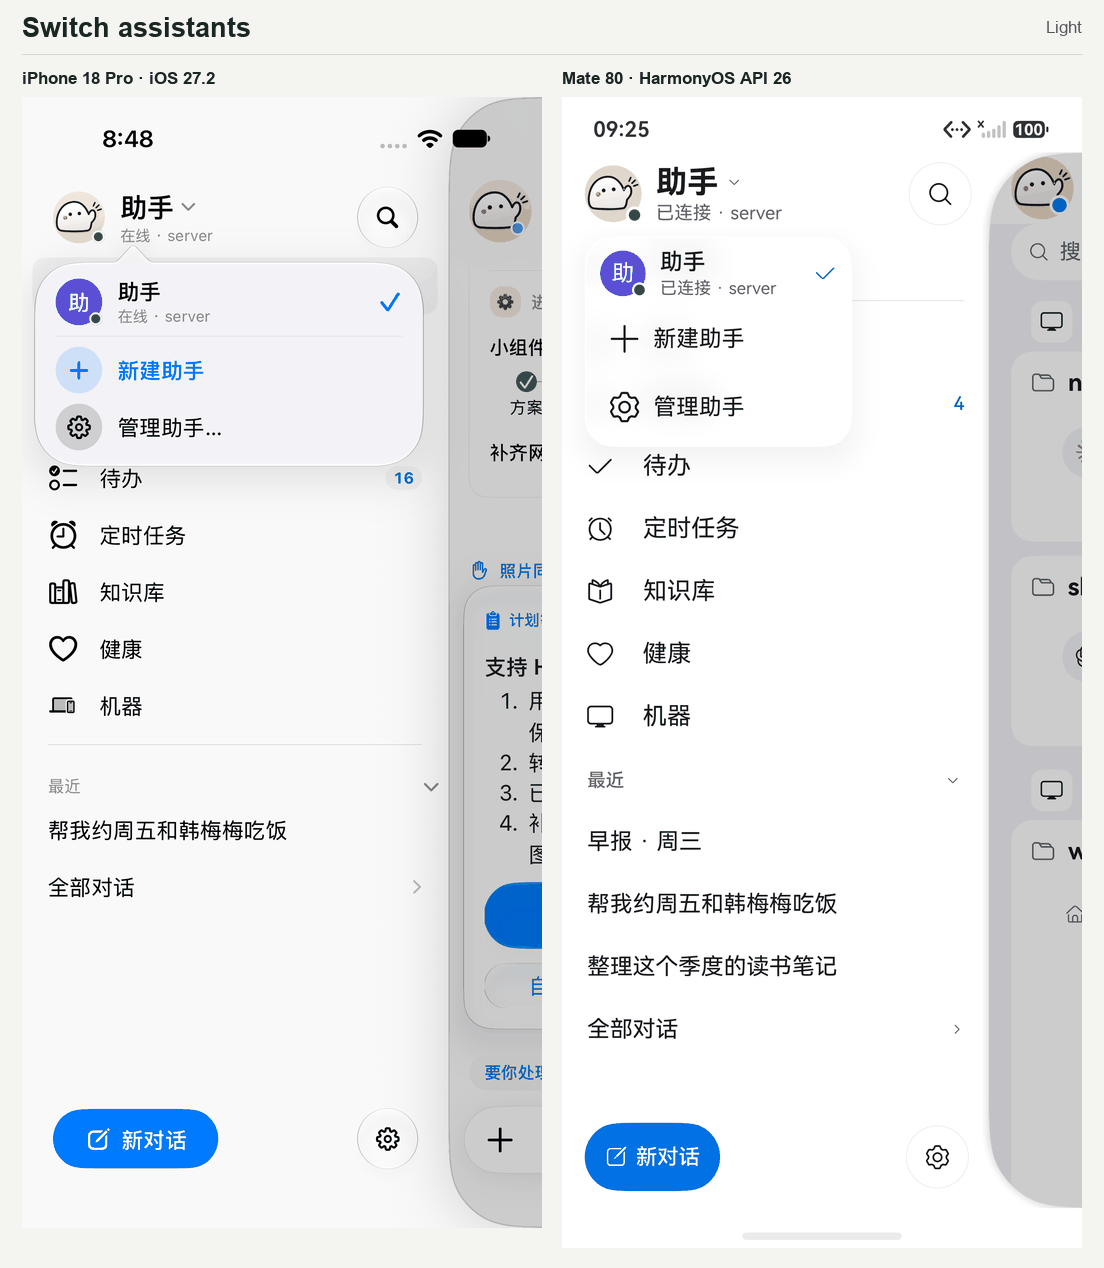 Switch assistants
Light
iPhone 18 Pro · iOS 27.2
8:48
助手
在线 · server
助
助手
在线 · server
新建助手
管理助手...
待办
16
定时任务
知识库
健康
机器
最近
帮我约周五和韩梅梅吃饭
全部对话
新对话
小组件
方案
补齐网
照片同
计划
支持 H
1. 用
保
2. 转
3. 已
4. 补
图
自
要你处理
Mate 80 · HarmonyOS API 26
09:25
100
助手
已连接 · server
助
助手
已连接 · server
新建助手
管理助手
4
待办
定时任务
知识库
健康
机器
最近
早报 · 周三
帮我约周五和韩梅梅吃饭
整理这个季度的读书笔记
全部对话
新对话
搜
n
w